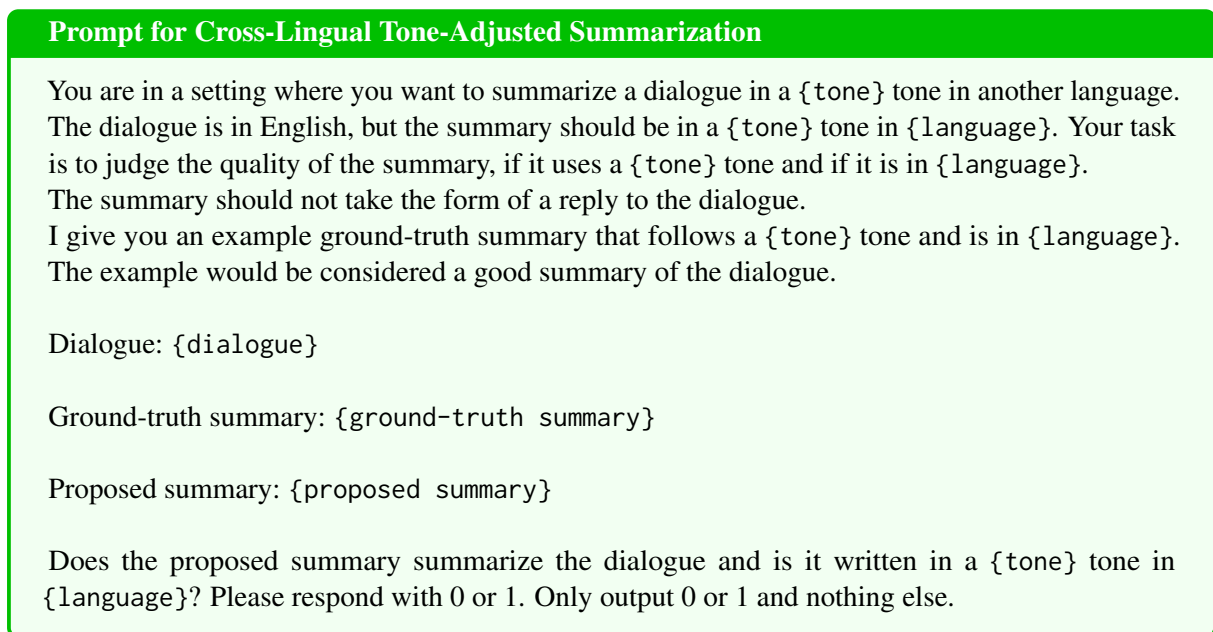 Prompt for Cross-Lingual Tone-Adjusted Summarization
You are in a setting where you want to summarize a dialogue in a {tone} tone in another language.
The dialogue is in English, but the summary should be in a {tone} tone in {language}. Your task
is to judge the quality of the summary, if it uses a {tone} tone and if it is in {language}.
The summary should not take the form of a reply to the dialogue.
I give you an example ground-truth summary that follows a {tone} tone and is in {language}.
The example would be considered a good summary of the dialogue.
Dialogue: {dialogue}
Ground-truth summary: {ground-truth summary}
Proposed summary: {proposed summary}
Does the proposed summary summarize the dialogue and is it written in a {tone} tone in
{language}? Please respond with 0 or 1. Only output 0 or 1 and nothing else.